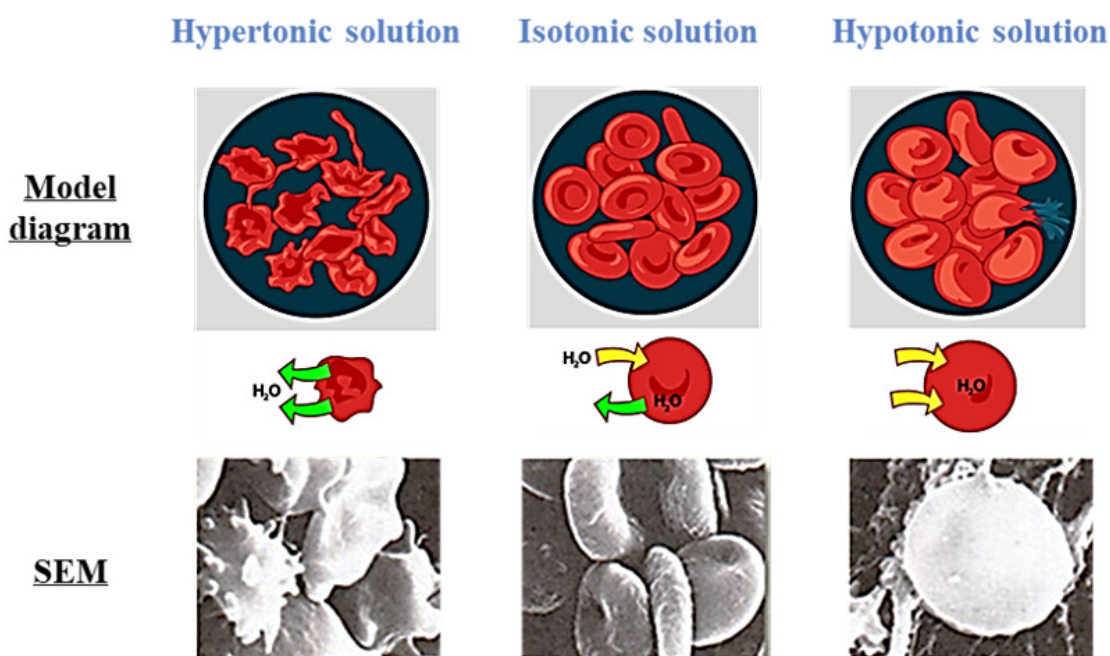 Hypertonic solution
Isotonic solution
Hypotonic solution
Model
diagram
H₂O
H₂O
H₂O
H₂O
SEM